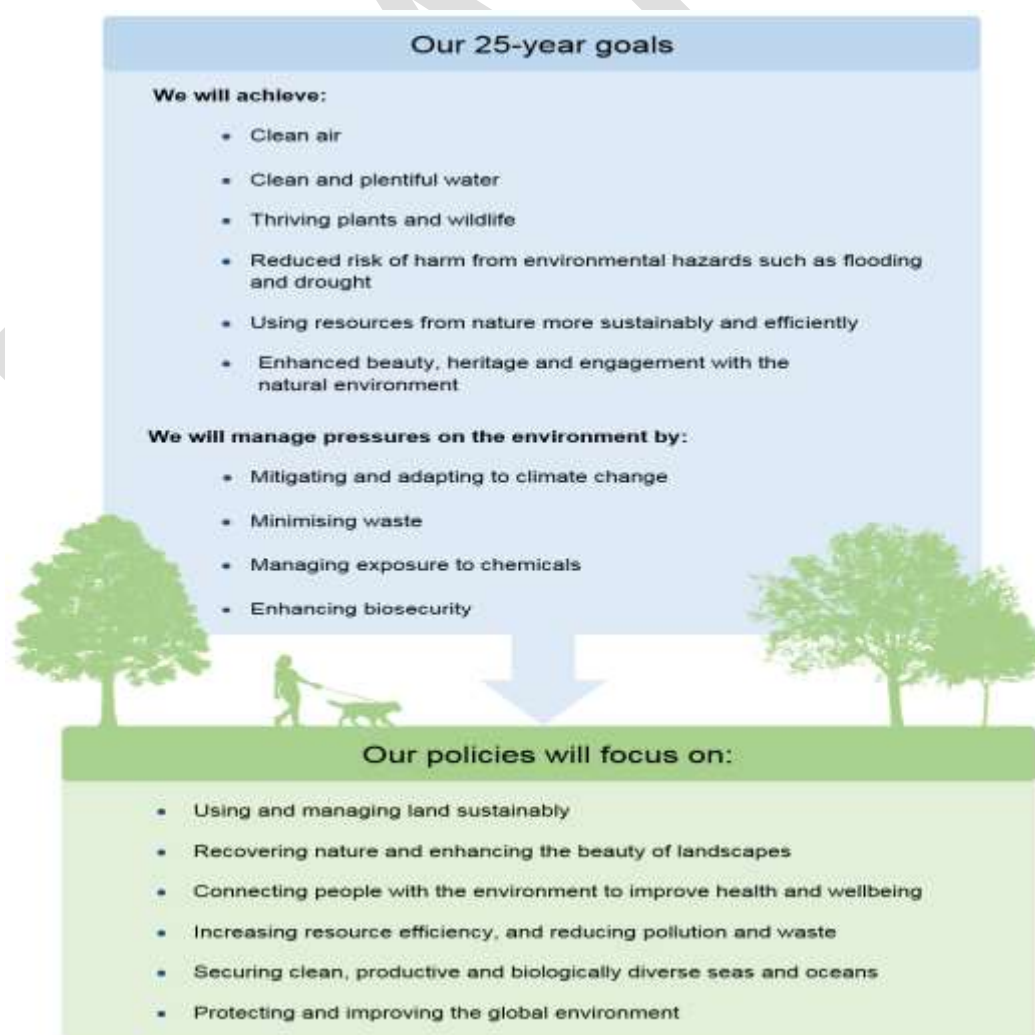 Our 25-year goals
We will achieve:
• Clean air
• Clean and plentiful water
• Thriving plants and wildlife
• Reduced risk of harm from environmental hazards such as flooding
and drought
• Using resources from nature more sustainably and efficiently
• Enhanced beauty, heritage and engagement with the
natural environment
We will manage pressures on the environment by:
• Mitigating and adapting to climate change
• Minimising waste
• Managing exposure to chemicals
• Enhancing biosecurity
Our policies will focus on:
• Using and managing land sustainably
• Recovering nature and enhancing the beauty of landscapes
• Connecting people with the environment to improve health and wellbeing
• Increasing resource efficiency, and reducing pollution and waste
• Securing clean, productive and biologically diverse seas and oceans
• Protecting and improving the global environment